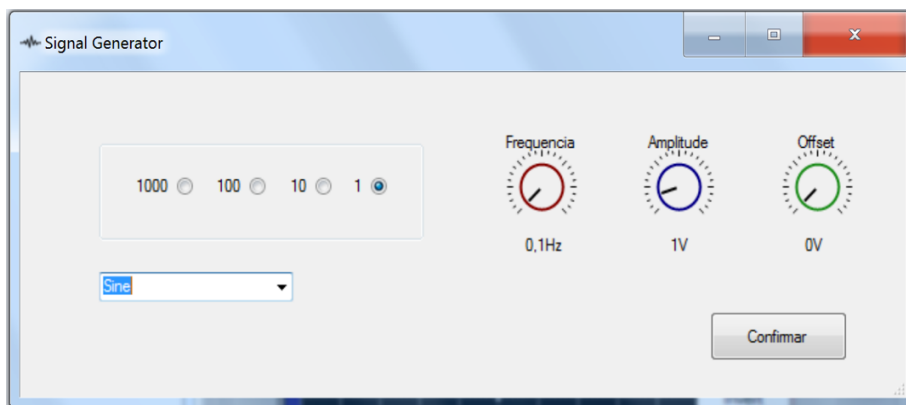 Signal Generator
Frequencia Amplitude Offset
1000 100 10 1
0,1Hz 1V 0V
Sine
Confirmar